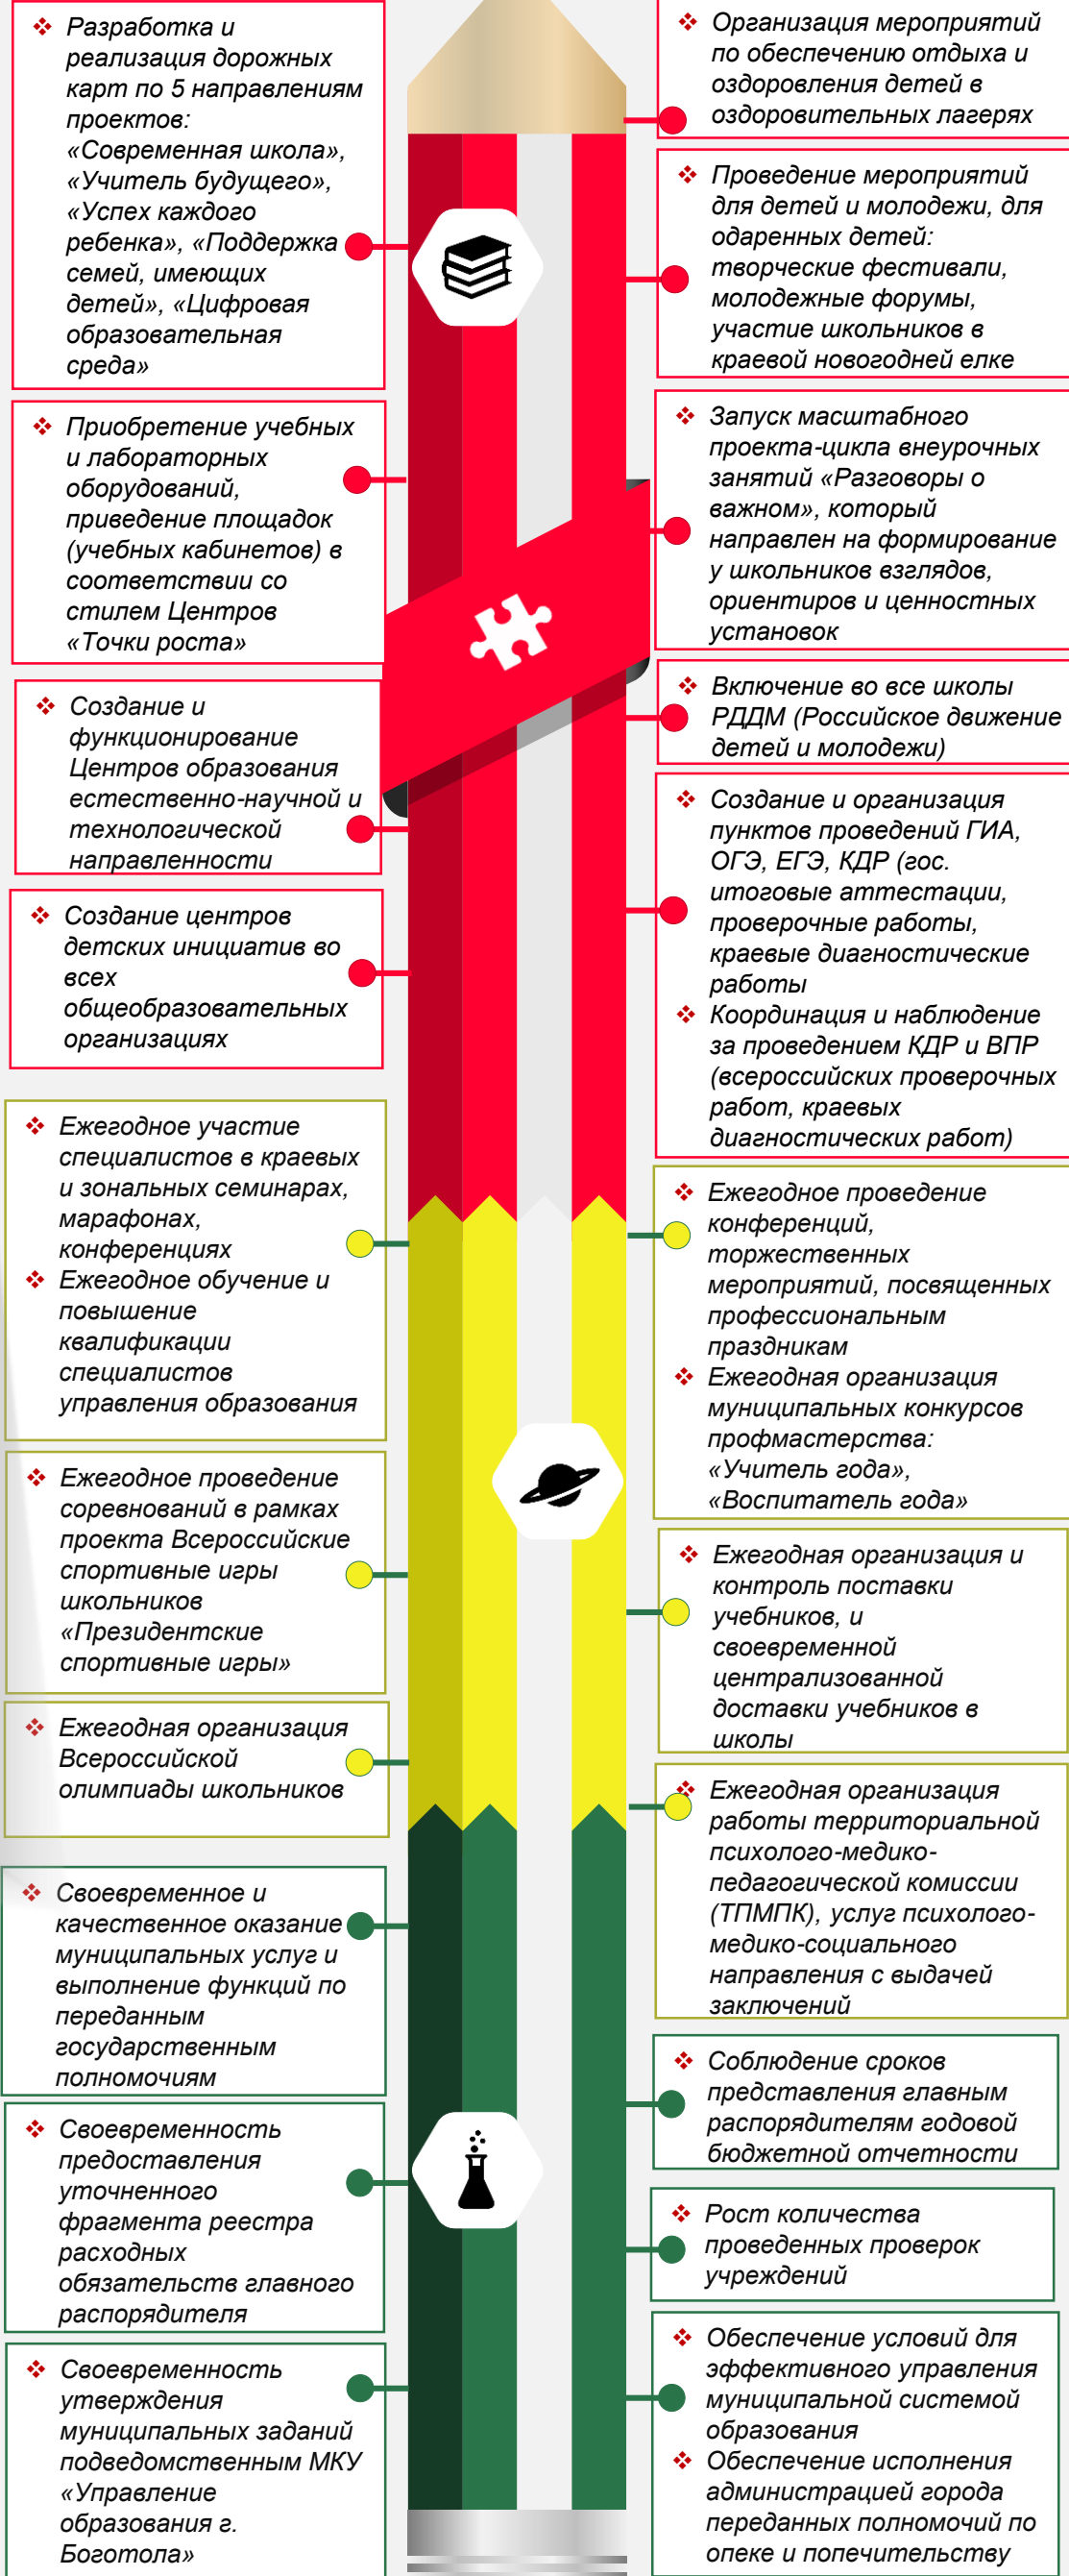 ❖ Разработка и
реализация дорожных
карт по 5 направлениям
проектов:
«Современная школа»,
«Учитель будущего»,
«Успех каждого
ребенка», «Поддержка
семей, имеющих
детей», «Цифровая
образовательная
среда»
❖ Приобретение учебных
и лабораторных
оборудований,
приведение площадок
(учебных кабинетов) в
соответствии со
стилем Центров
«Точки роста»
❖ Создание и
функционирование
Центров образования
естественно-научной и
технологической
направленности
❖ Создание центров
детских инициатив во
всех
общеобразовательных
организациях
❖ Ежегодное участие
специалистов в краевых
и зональных семинарах,
марафонах,
конференциях
❖ Ежегодное обучение и
повышение
квалификации
специалистов
управления образования
❖ Ежегодное проведение
соревнований в рамках
проекта Всероссийские
спортивные игры
школьников
«Президентские
спортивные игры»
❖ Ежегодная организация
Всероссийской
олимпиады школьников
❖ Своевременное и
качественное оказание
муниципальных услуг и
выполнение функций по
переданным
государственным
полномочиям
❖ Своевременность
предоставления
уточненного
фрагмента реестра
расходных
обязательств главного
распорядителя
❖ Своевременность
утверждения
муниципальных заданий
подведомственным МКУ
«Управление
образования г.
Боготола»
❖ Организация мероприятий
по обеспечению отдыха и
оздоровления детей в
оздоровительных лагерях
❖ Проведение мероприятий
для детей и молодежи, для
одаренных детей:
творческие фестивали,
молодежные форумы,
участие школьников в
краевой новогодней елке
❖ Запуск масштабного
проекта-цикла внеурочных
занятий «Разговоры о
важном», который
направлен на формирование
у школьников взглядов,
ориентиров и ценностных
установок
❖ Включение во все школы
РДДМ (Российское движение
детей и молодежи)
❖ Создание и организация
пунктов проведений ГИА,
ОГЭ, ЕГЭ, КДР (гос.
итоговые аттестации,
проверочные работы,
краевые диагностические
работы
❖ Координация и наблюдение
за проведением КДР и ВПР
(всероссийских проверочных
работ, краевых
диагностических работ)
❖ Ежегодное проведение
конференций,
торжественных
мероприятий, посвященных
профессиональным
праздникам
❖ Ежегодная организация
муниципальных конкурсов
профмастерства:
«Учитель года»,
«Воспитатель года»
❖ Ежегодная организация и
контроль поставки
учебников, и
своевременной
централизованной
доставки учебников в
школы
❖ Ежегодная организация
работы территориальной
психолого-медико-
педагогической комиссии
(ТПМПК), услуг психолого-
медико-социального
направления с выдачей
заключений
❖ Соблюдение сроков
представления главным
распорядителям годовой
бюджетной отчетности
❖ Рост количества
проведенных проверок
учреждений
❖ Обеспечение условий для
эффективного управления
муниципальной системой
образования
❖ Обеспечение исполнения
администрацией города
переданных полномочий по
опеке и попечительству